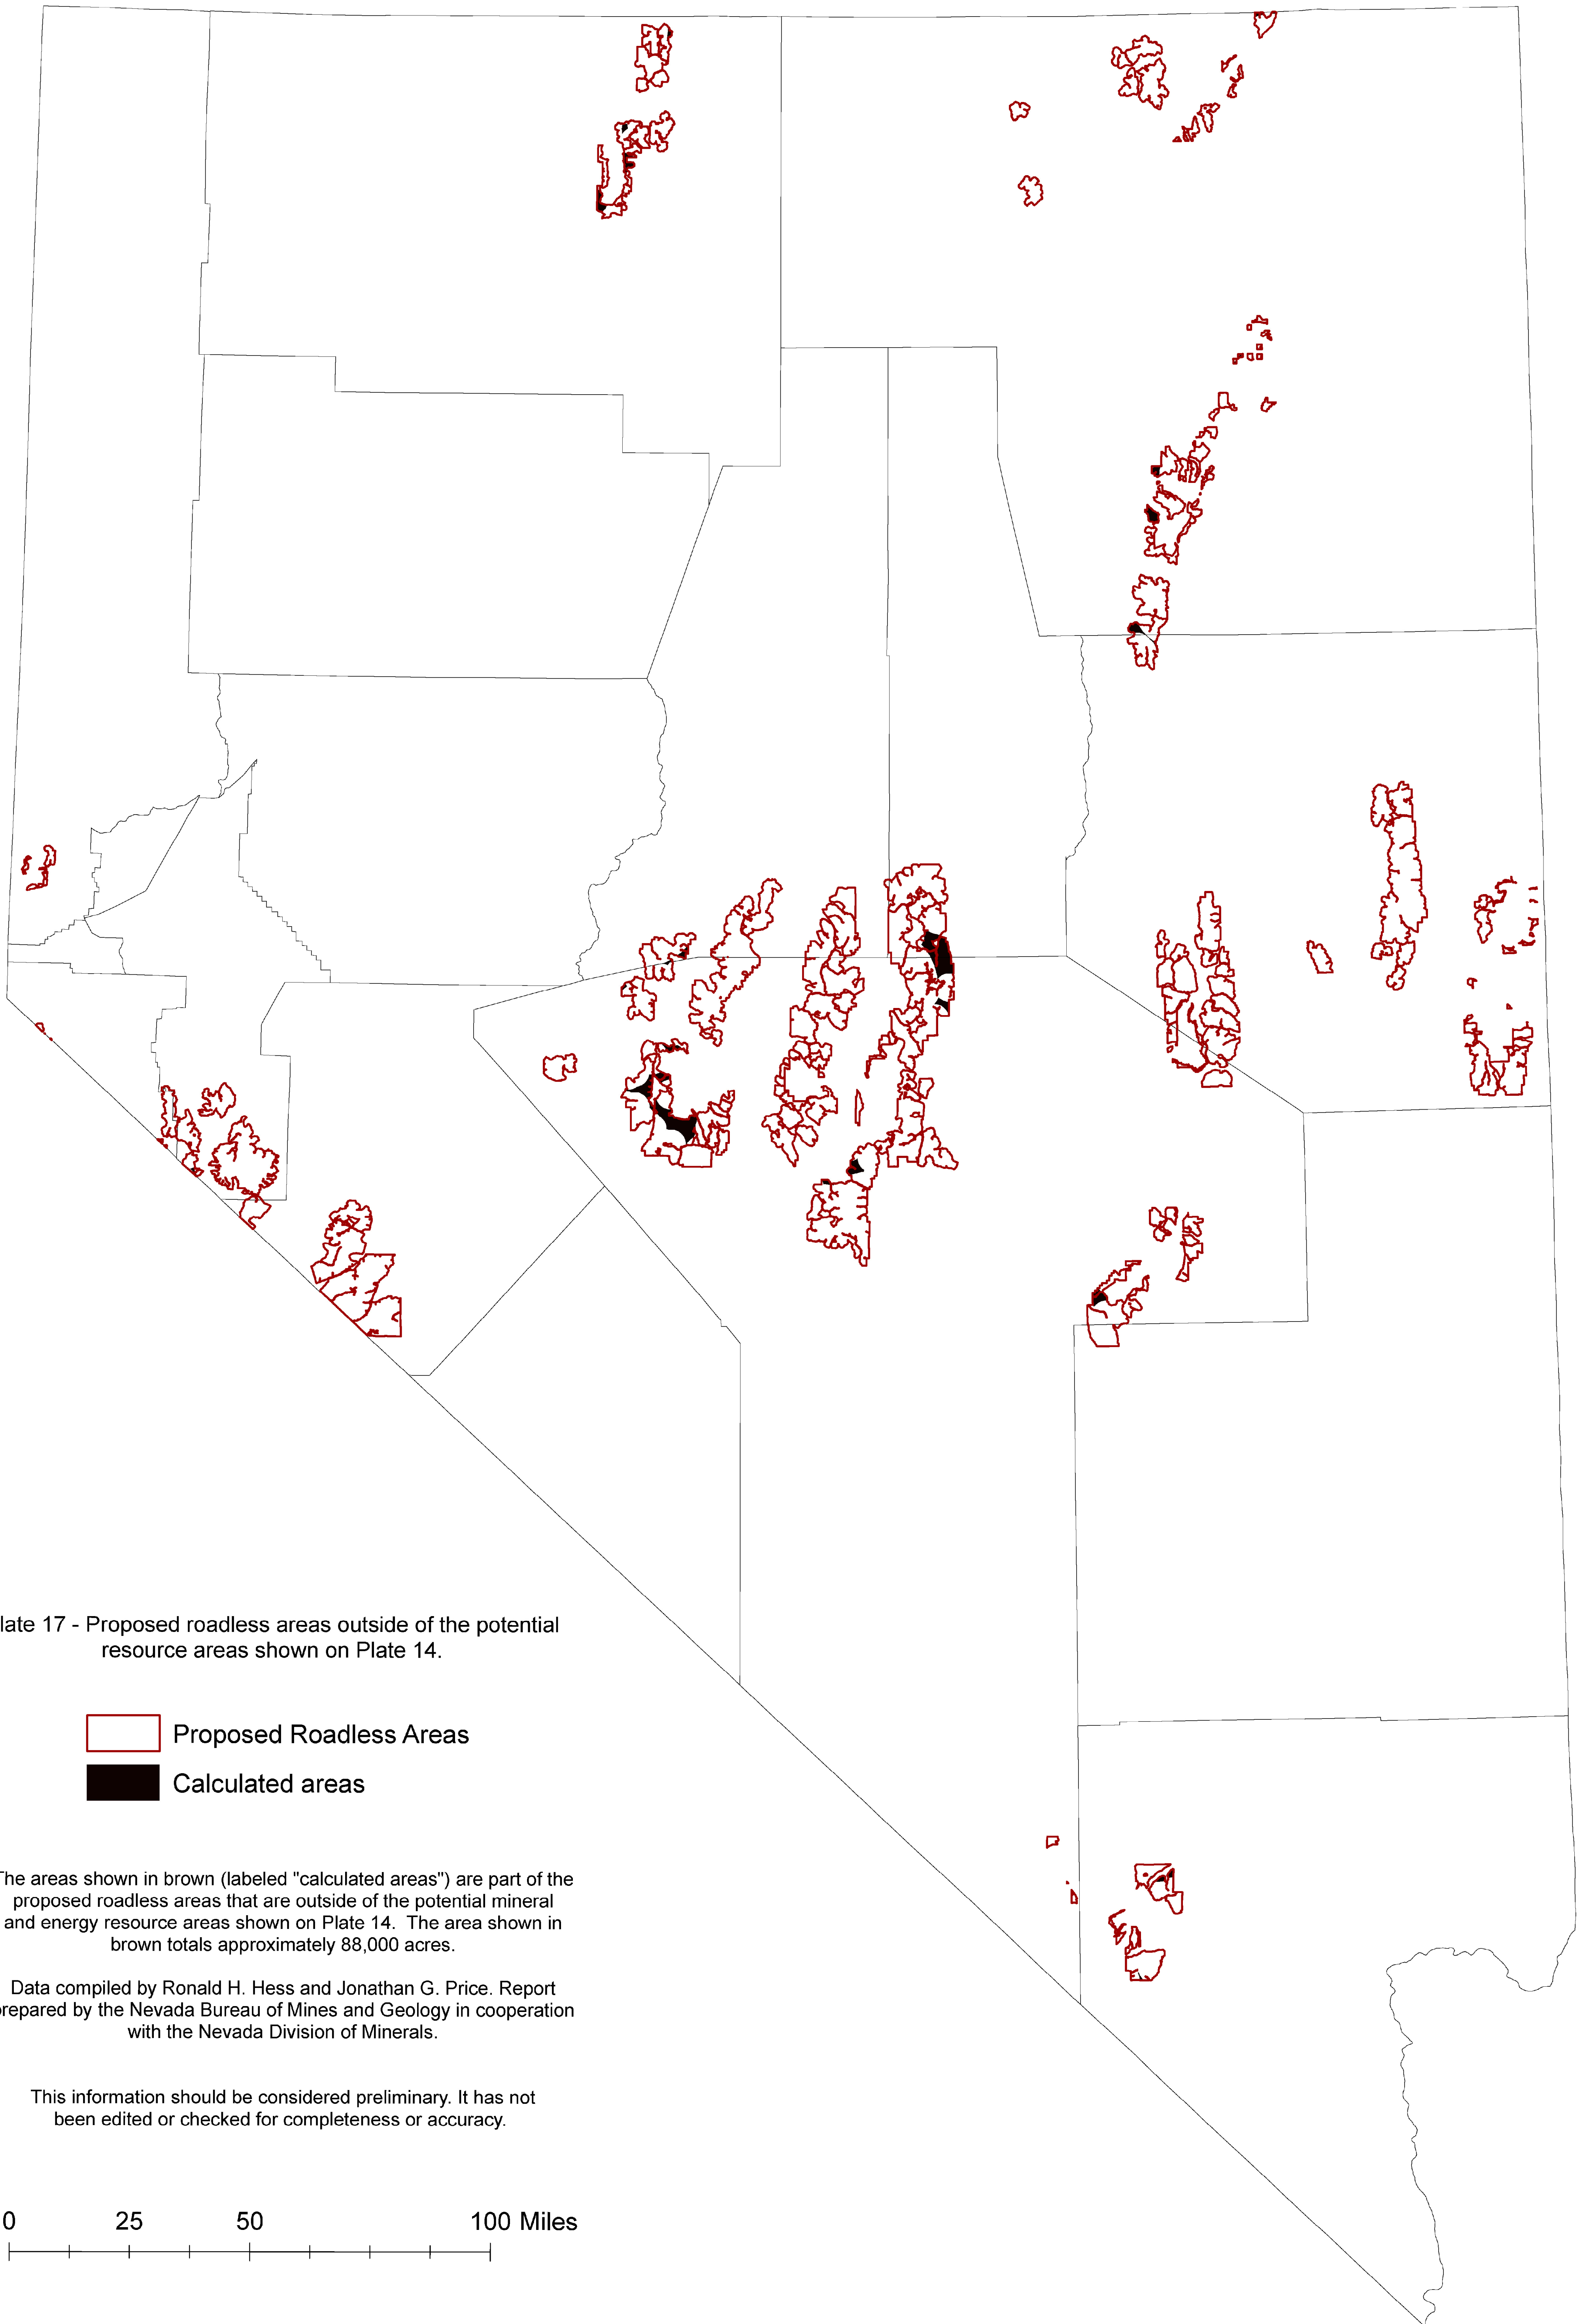 late 17 - Proposed roadless areas outside of the potential
resource areas shown on Plate 14.
Proposed Roadless Areas
Calculated areas
The areas shown in brown (labeled "calculated areas") are part of the
proposed roadless areas that are outside of the potential mineral
and energy resource areas shown on Plate 14. The area shown in
brown totals approximately 88,000 acres.
Data compiled by Ronald H. Hess and Jonathan G. Price. Report
prepared by the Nevada Bureau of Mines and Geology in cooperation
with the Nevada Division of Minerals.
This information should be considered preliminary. It has not
been edited or checked for completeness or accuracy.
0 25 50 100 Miles